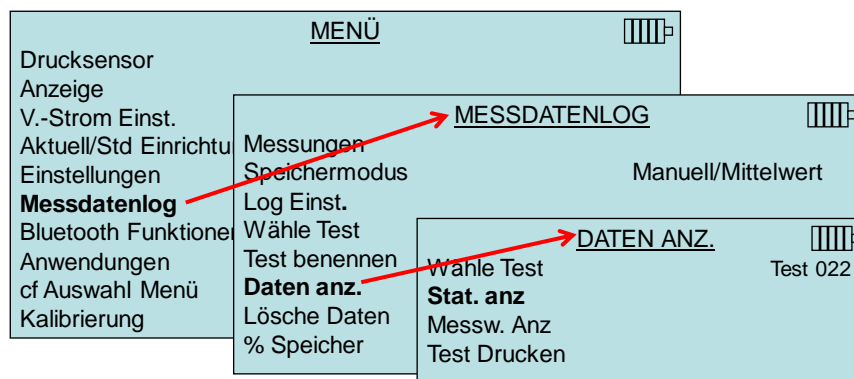 MENÜ
Drucksensor
Anzeige
V.-Strom Einst.
Aktuell/Std Einrichtu
Einstellungen
Messdatenlog
Bluetooth Funktione
Anwendungen
cf Auswahl Menü
Kalibrierung
MESSDATENLOG
Messungen
Speichermodus Manuell/Mittelwert
Log Einst.
Wähle Test
Test benennen
Daten anz.
Lösche Daten
% Speicher
DATEN ANZ.
Wähle Test Test 022
Stat. anz
Messw. Anz
Test Drucken